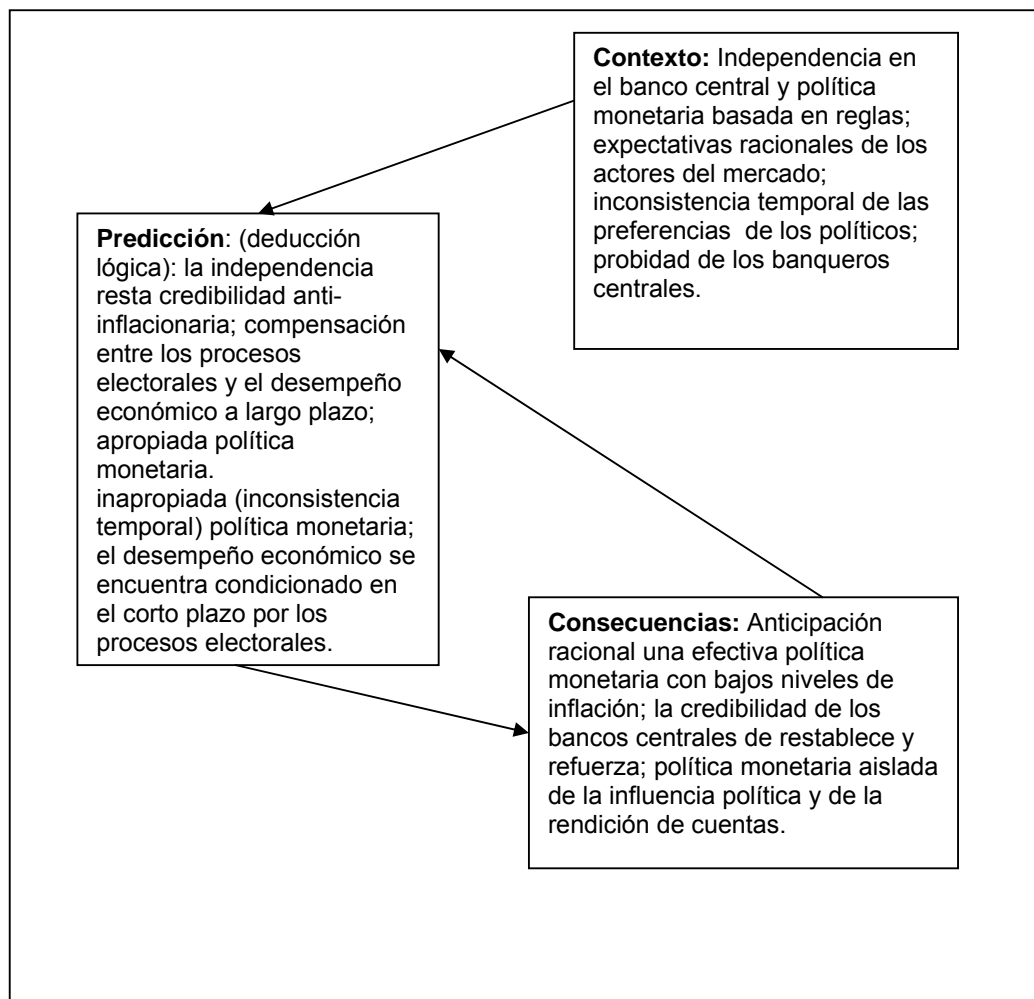 Contexto: Independencia en
el banco central y política
monetaria basada en reglas;
expectativas racionales de los
actores del mercado;
inconsistencia temporal de las
preferencias de los políticos;
probidad de los banqueros
centrales.
Predicción: (deducción
lógica): la independencia
resta credibilidad anti-
inflacionaria; compensación
entre los procesos
electorales y el desempeño
económico a largo plazo;
apropiada política
monetaria.
inapropiada (inconsistencia
temporal) política monetaria;
el desempeño económico se
encuentra condicionado en
el corto plazo por los
procesos electorales.
Consecuencias: Anticipación
racional una efectiva política
monetaria con bajos niveles de
inflación; la credibilidad de los
bancos centrales de restablece y
refuerza; política monetaria aislada
de la influencia política y de la
rendición de cuentas.